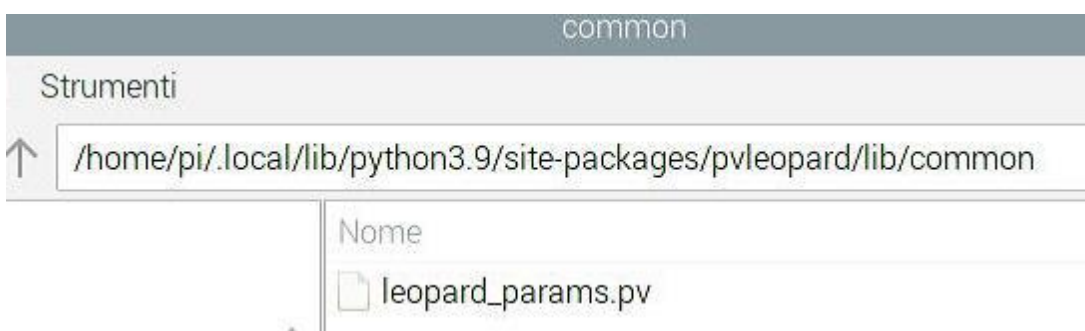 common
Strumenti
/home/pi/.local/lib/python3.9/site-packages/pvleopard/lib/common
Nome
leopard_params.pv